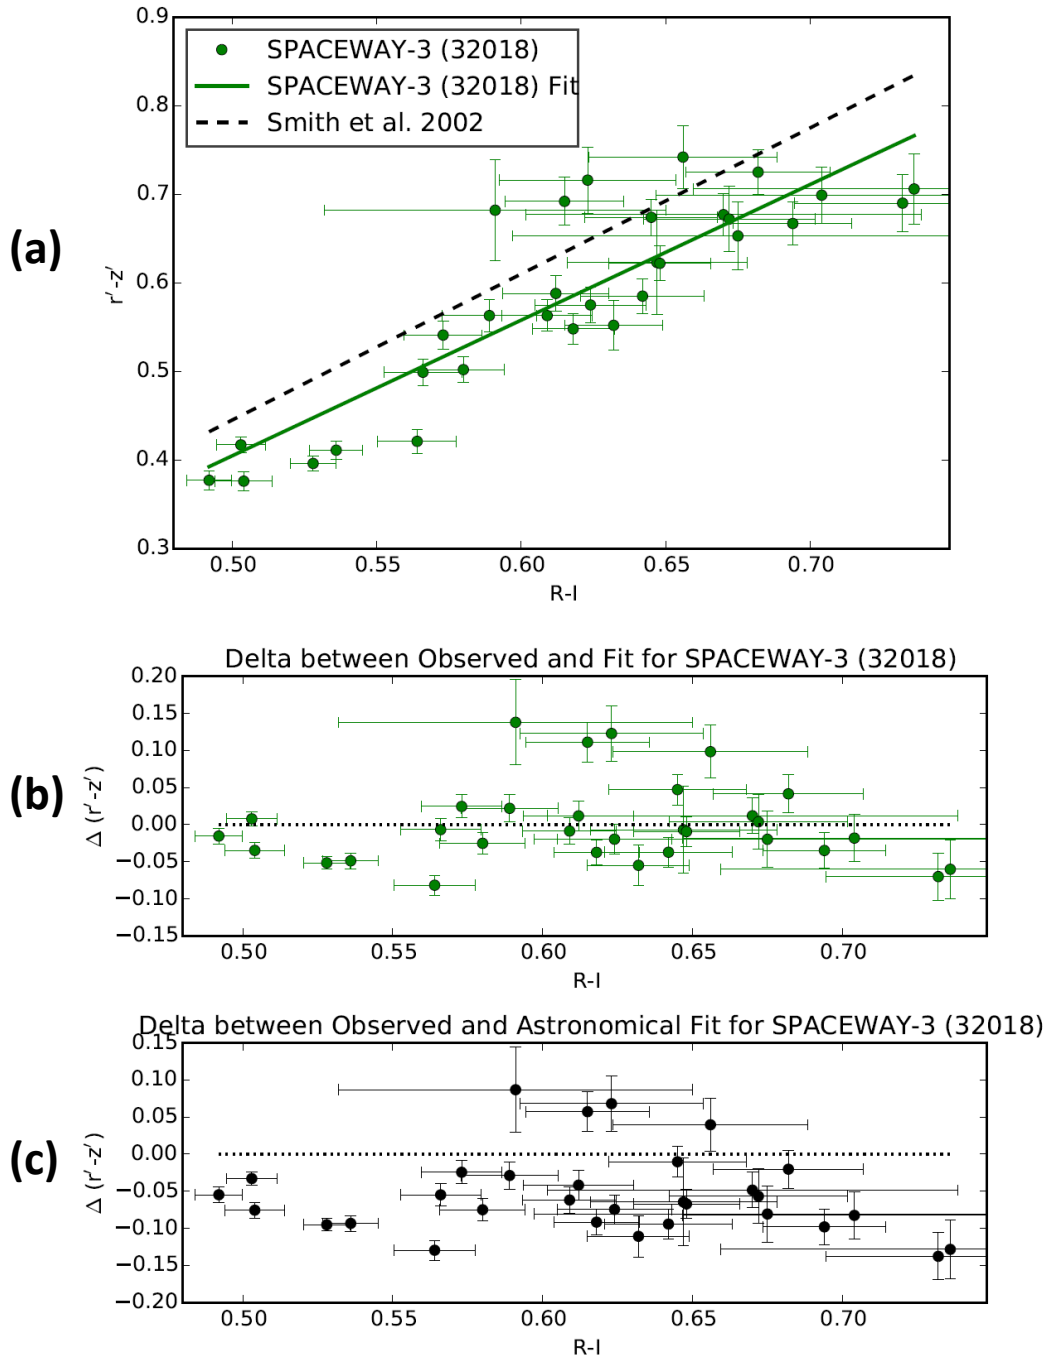 (a)
0.9
0.8
0.7
0.6
0.5
0.4
0.3
r′-z′
SPACEWAY-3 (32018)
SPACEWAY-3 (32018) Fit
Smith et al. 2002
0.50 0.55 0.60 0.65 0.70
R-I
Delta between Observed and Fit for SPACEWAY-3 (32018)
(b)
0.20
0.15
0.10
0.05
0.00
−0.05
−0.10
−0.15
Δ (r′-z′)
0.50 0.55 0.60 0.65 0.70
R-I
Delta between Observed and Astronomical Fit for SPACEWAY-3 (32018)
(c)
0.15
0.10
0.05
0.00
−0.05
−0.10
−0.15
−0.20
Δ (r′-z′)
0.50 0.55 0.60 0.65 0.70
R-I